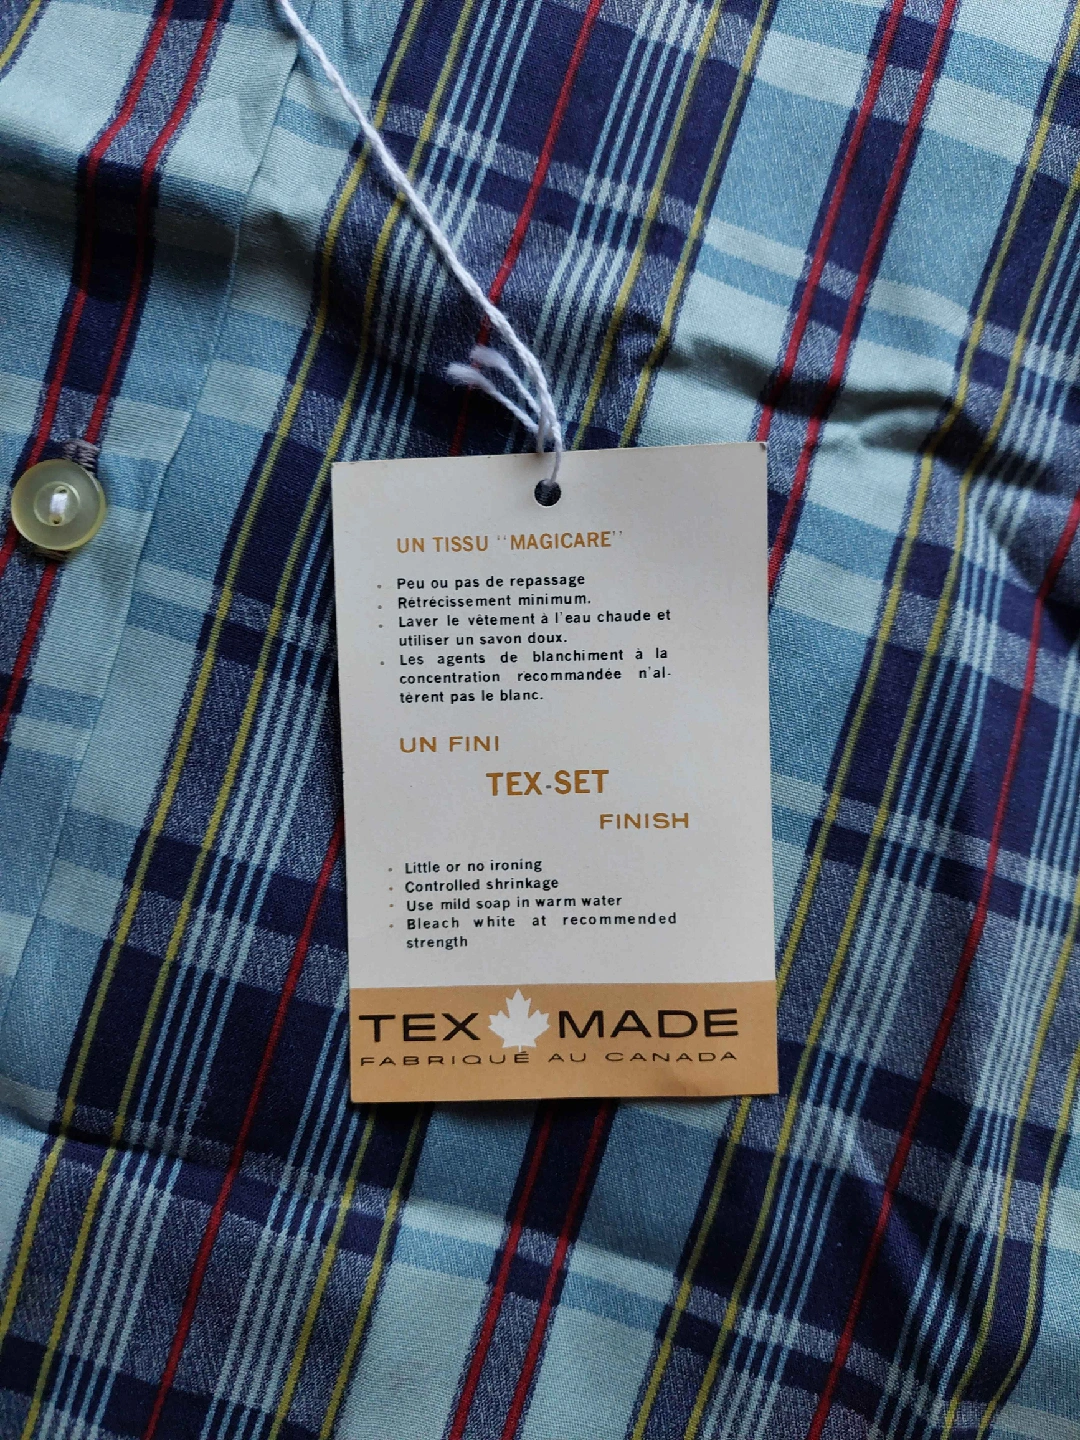 UN TISSU "MAGICARE"
Peu ou pas de repassage
Rétrécissement minimum.
Laver le vêtement à l'eau chaude et
utiliser un savon doux.
Les agents de blanchiment à la
concentration recommandée n'al-
tèrent pas le blanc.
UN FINI
TEX-SET
FINISH
Little or no ironing
Controlled shrinkage
Use mild soap in warm water
Bleach white at recommended
strength
TEX MADE
FABRIQUÉ AU CANADA